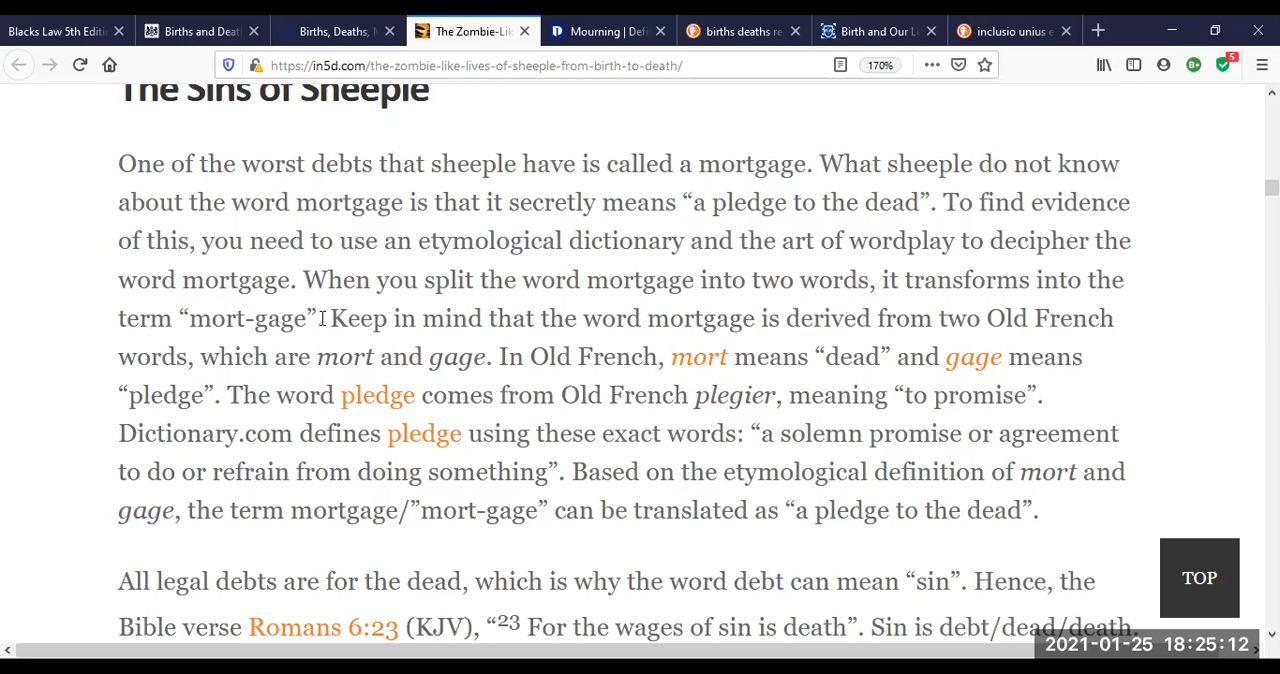 Blacks Law 5th Editi
Births and Deat
Births, Deaths, M
The Zombie-Lik
Mourning | Defi
births deaths re
Birth and Our Le
inclusio unius e
https://in5d.com/the-zombie-like-lives-of-sheeple-from-birth-to-death/
170%
5
The Sins of Sheeple
One of the worst debts that sheeple have is called a mortgage. What sheeple do not know
about the word mortgage is that it secretly means “a pledge to the dead”. To find evidence
of this, you need to use an etymological dictionary and the art of wordplay to decipher the
word mortgage. When you split the word mortgage into two words, it transforms into the
term “mort-gage”. Keep in mind that the word mortgage is derived from two Old French
words, which are mort and gage. In Old French, mort means “dead” and gage means
“pledge”. The word pledge comes from Old French plegier, meaning “to promise”.
Dictionary.com defines pledge using these exact words: “a solemn promise or agreement
to do or refrain from doing something”. Based on the etymological definition of mort and
gage, the term mortgage/”mort-gage” can be translated as “a pledge to the dead”.
TOP
All legal debts are for the dead, which is why the word debt can mean “sin”. Hence, the
Bible verse Romans 6:23 (KJV), “23 For the wages of sin is death”. Sin is debt/dead/death.
2021-01-25 18:25:12